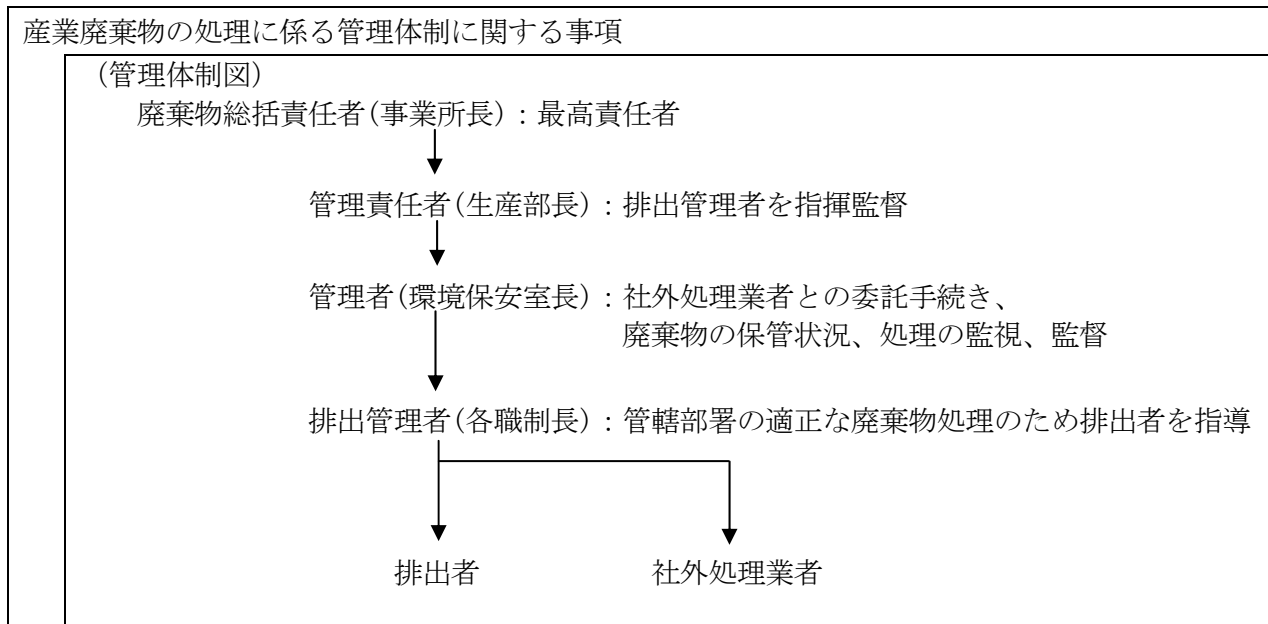 産業廃棄物の処理に係る管理体制に関する事項
（管理体制図）
廃棄物総括責任者（事業所長）：最高責任者
管理責任者（生産部長）：排出管理者を指揮監督
管理者（環境保安室長）：社外処理業者との委託手続き、
廃棄物の保管状況、処理の監視、監督
排出管理者（各職制長）：管轄部署の適正な廃棄物処理のため排出者を指導
排出者　社外処理業者